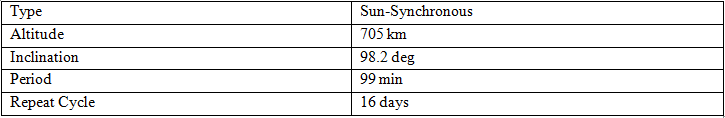 Type Sun-Synchronous
Altitude 705 km
Inclination 98.2 deg
Period 99 min
Repeat Cycle 16 days